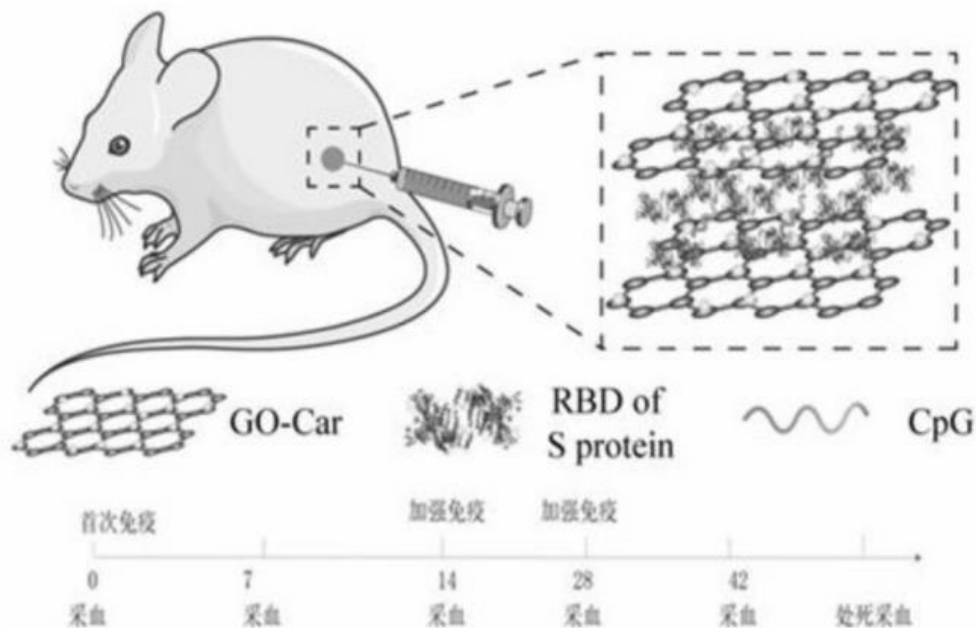 GO-Car
RBD of
S protein
CpG
首次免疫
加强免疫
加强免疫
0
7
14
28
42
采血
采血
采血
采血
采血
处死采血